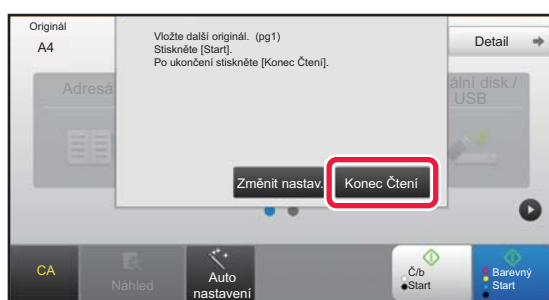 Originál
A4
Vložte další originál. (pg1)
Stiskněte [Start].
Po ukončení stiskněte [Konec Čtení].
Detail
Adresá
ální disk /
USB
Změnit nastav.
Konec Čtení
CA
Náhled
Auto
nastavení
Č/b
Start
Barevný
Start